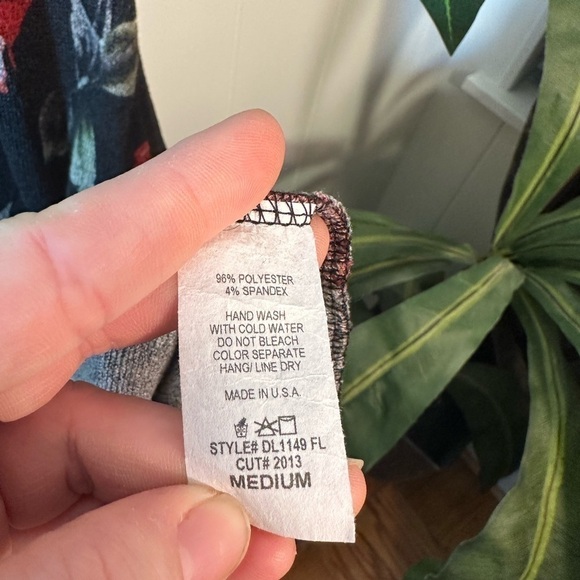 96% POLYESTER
4% SPANDEX
HAND WASH
WITH COLD WATER
DO NOT BLEACH
COLOR SEPARATE
HANG/ LINE DRY
MADE IN U.S.A.
STYLE# DL1149 FL
CUT# 2013
MEDIUM